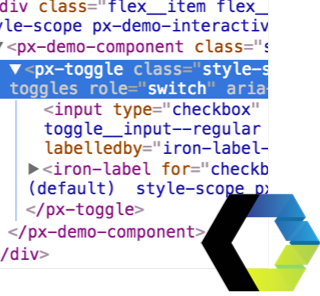 div class="flex__item flex_
yle-scope px-demo-interactiv
▼<px-demo-component class="s
▼<px-toggle class="style-s
toggles role="switch" aria-
<input type="checkbox"
toggle__input--regular
labelledby="iron-label-
▶<iron-label for="checkb
(default) style-scope px
</px-toggle>
</px-demo-component>
/div>